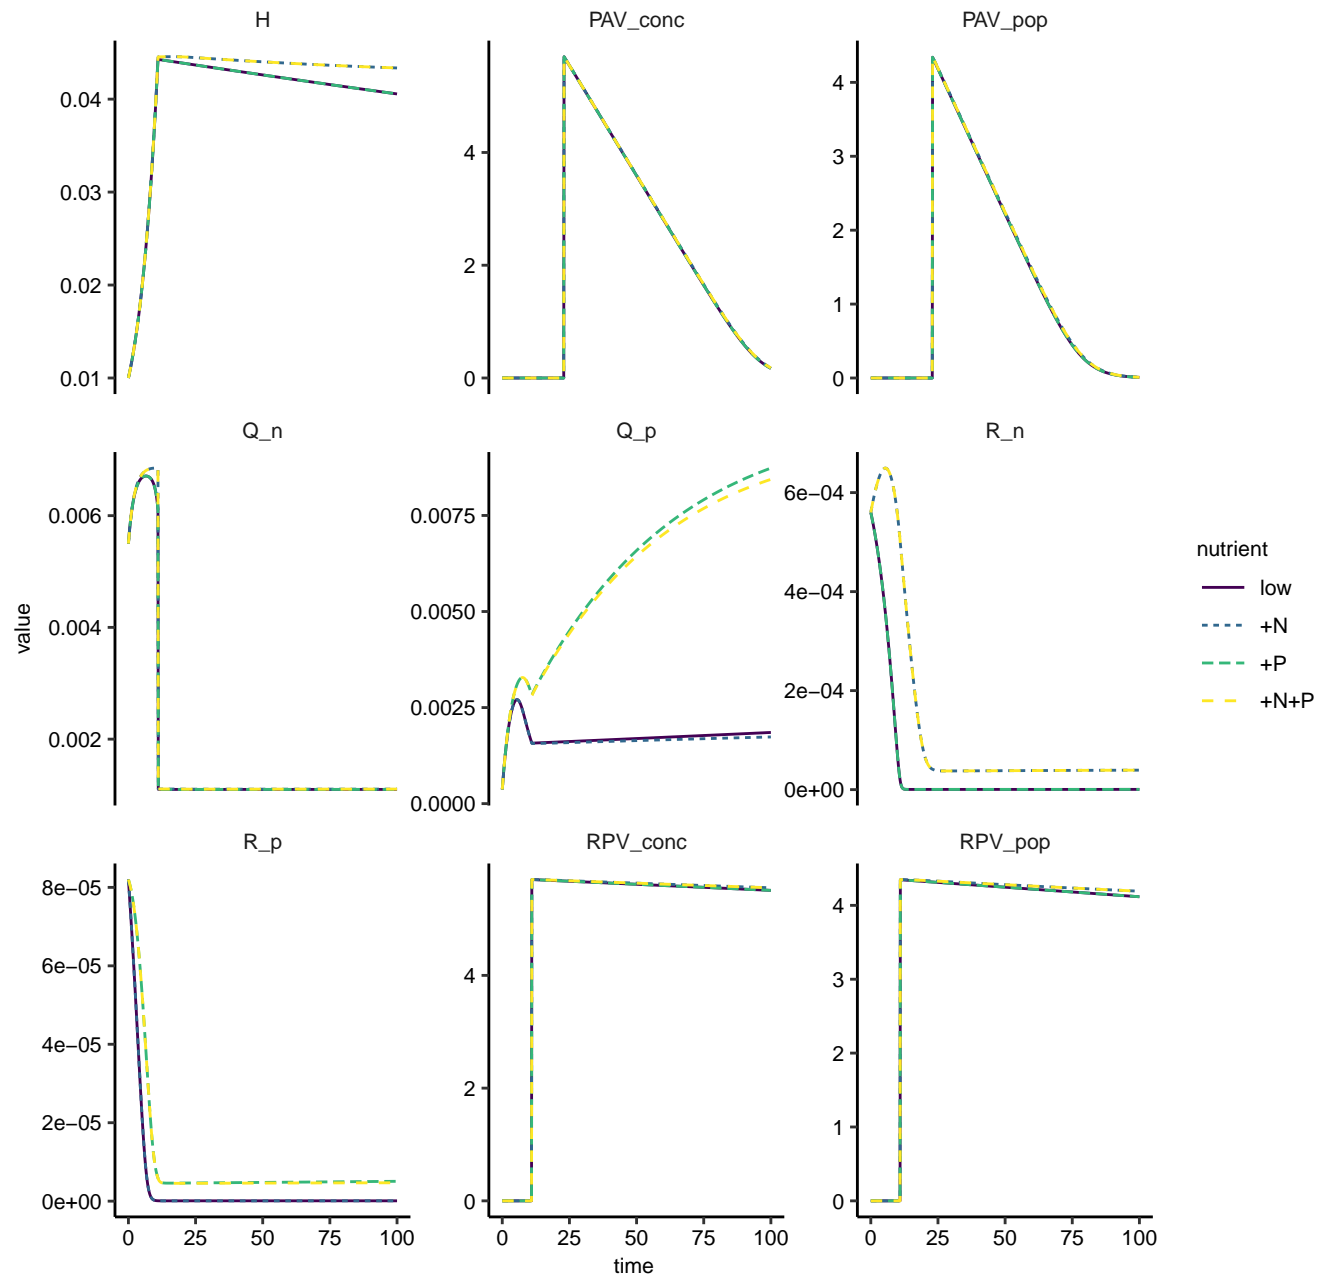 H
PAV_conc
PAV_pop
0.04
0.03
0.02
0.01
4
2
0
4
3
2
1
0
Q_n
Q_p
R_n
0.006
0.004
0.002
0.0075
0.0050
0.0025
0.0000
6e−04
4e−04
2e−04
0e+00
R_p
RPV_conc
RPV_pop
8e−05
6e−05
4e−05
2e−05
0e+00
4
2
0
4
3
2
1
0
0 25 50 75 100
0 25 50 75 100
0 25 50 75 100
time
value
nutrient
low
+N
+P
+N+P